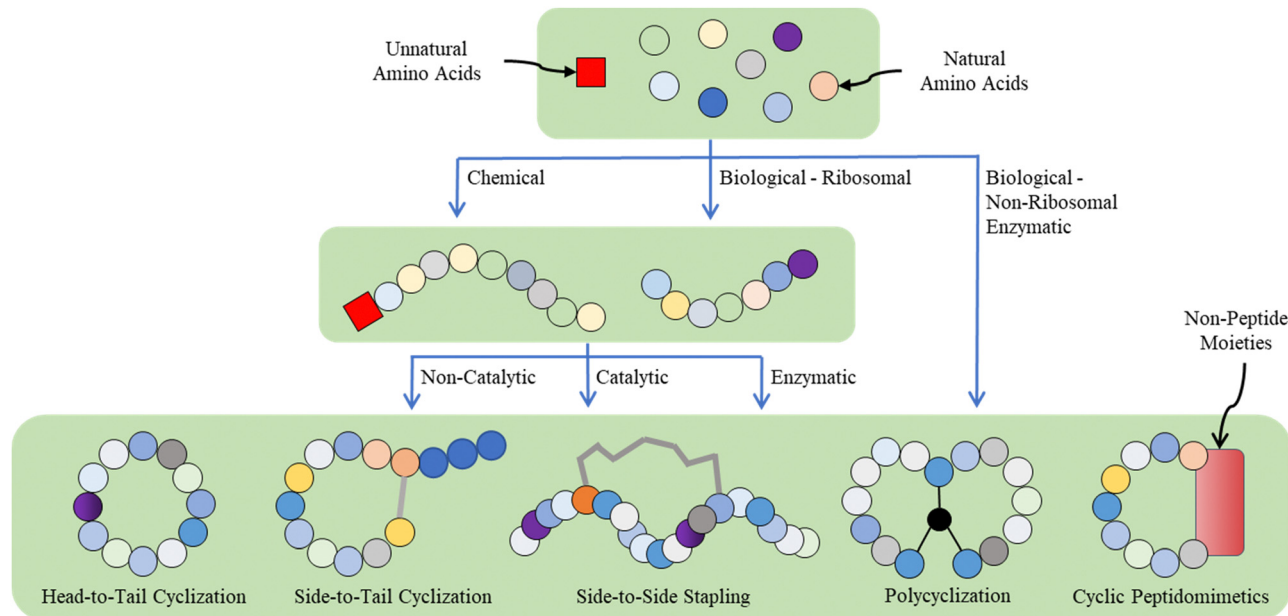 Unnatural
Amino Acids
Natural
Amino Acids
Chemical
Biological - Ribosomal
Biological -
Non-Ribosomal
Enzymatic
Non-Peptide
Moieties
Non-Catalytic
Catalytic
Enzymatic
Head-to-Tail Cyclization
Side-to-Tail Cyclization
Side-to-Side Stapling
Polycyclization
Cyclic Peptidomimetics